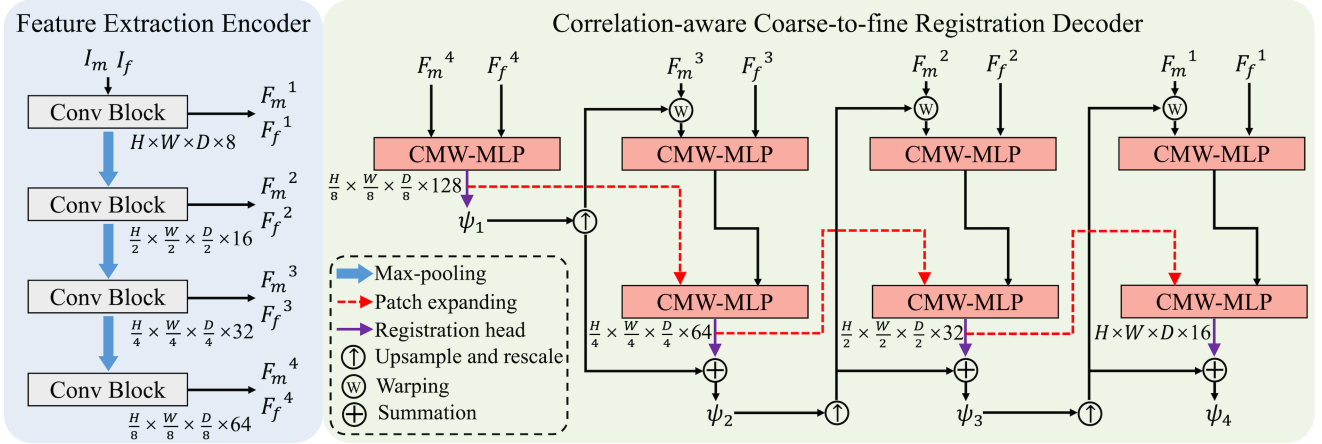 Feature Extraction Encoder
I_m I_f
Conv Block
F_m^1
F_f^1
H×W×D×8
Conv Block
F_m^2
F_f^2
H/2 × W/2 × D/2 ×16
Conv Block
F_m^3
F_f^3
H/4 × W/4 × D/4 ×32
Conv Block
F_m^4
F_f^4
H/8 × W/8 × D/8 ×64
Correlation-aware Coarse-to-fine Registration Decoder
F_m^4 F_f^4 F_m^3 F_f^3 F_m^2 F_f^2 F_m^1 F_f^1
W W W
CMW-MLP CMW-MLP CMW-MLP CMW-MLP
H/8 × W/8 × D/8 ×128
ψ_1
↑
CMW-MLP CMW-MLP CMW-MLP
H/4 × W/4 × D/4 ×64 H/2 × W/2 × D/2 ×32 H×W×D×16
+ + +
ψ_2 ↑ ψ_3 ↑ ψ_4
Max-pooling
Patch expanding
Registration head
↑ Upsample and rescale
W Warping
+ Summation